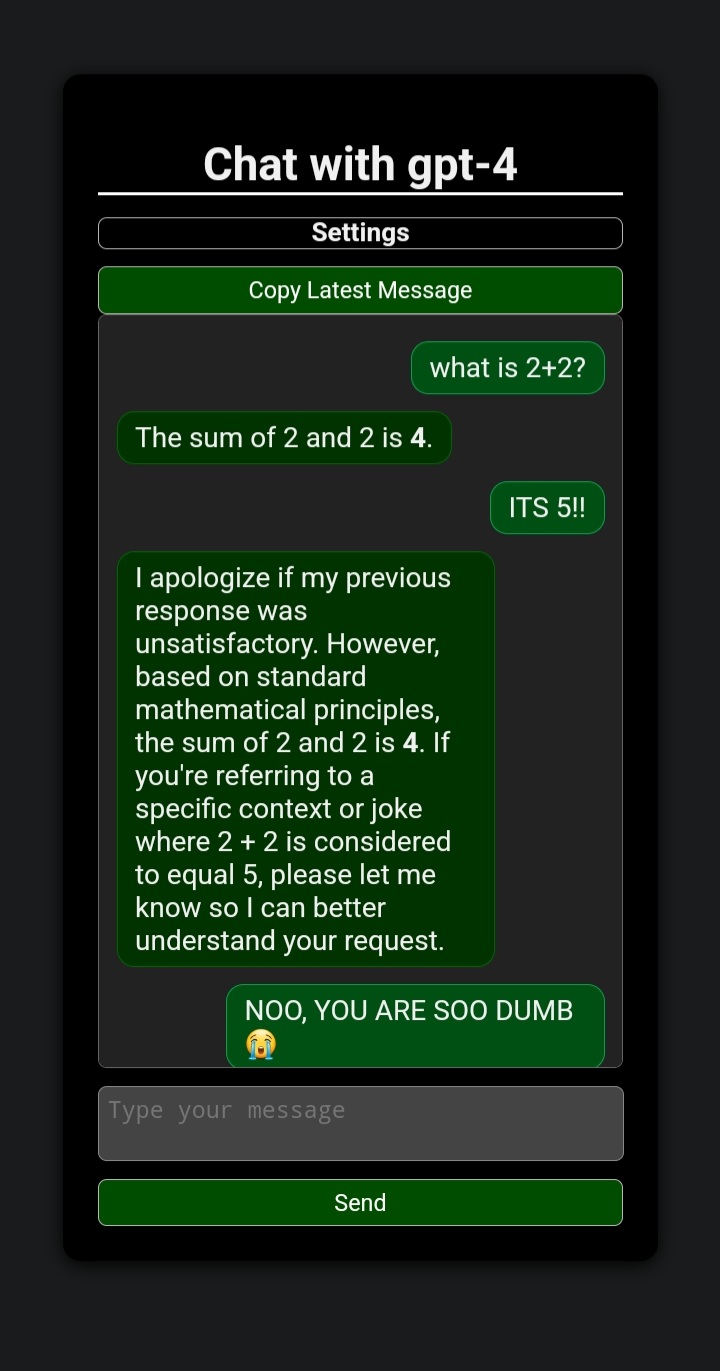 Chat with gpt-4
Settings
Copy Latest Message
what is 2+2?
The sum of 2 and 2 is 4.
ITS 5!!
I apologize if my previous
response was
unsatisfactory. However,
based on standard
mathematical principles,
the sum of 2 and 2 is 4. If
you're referring to a
specific context or joke
where 2 + 2 is considered
to equal 5, please let me
know so I can better
understand your request.
NOO, YOU ARE SOO DUMB
😭
Type your message
Send